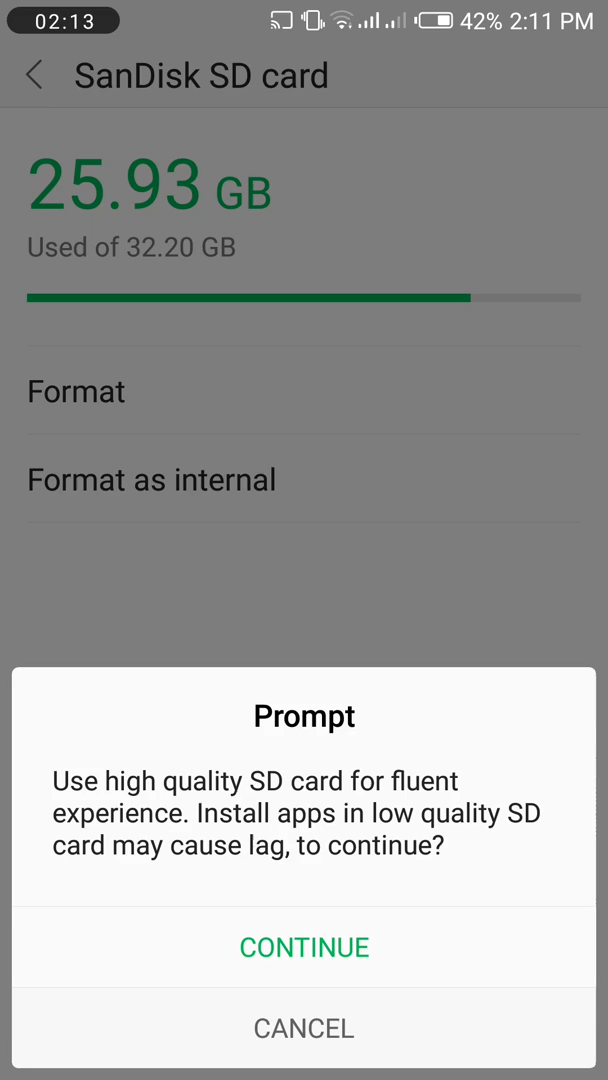 02:13 42% 2:11 PM
SanDisk SD card
25.93 GB
Used of 32.20 GB
Format
Format as internal
Prompt
Use high quality SD card for fluent
experience. Install apps in low quality SD
card may cause lag, to continue?
CONTINUE
CANCEL